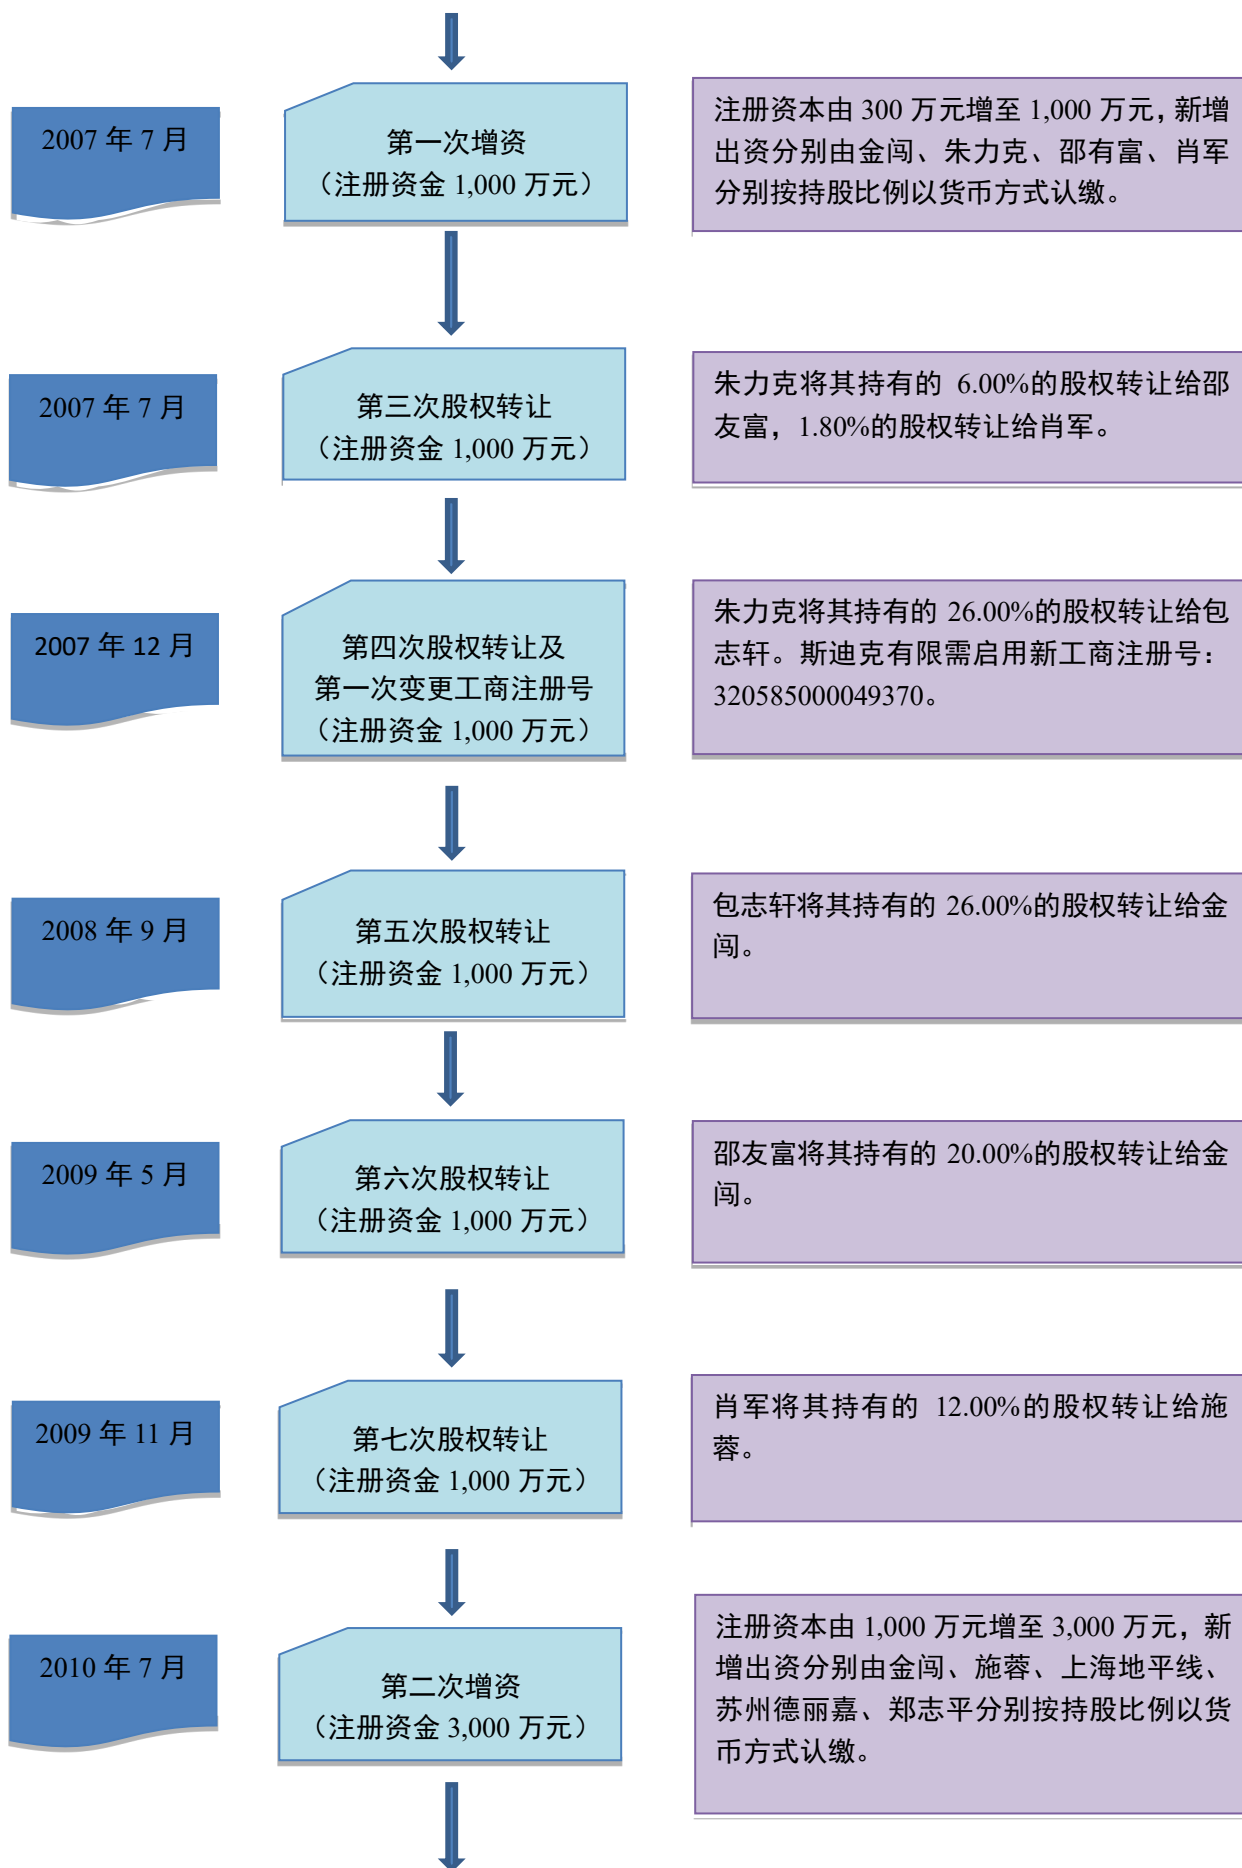 2007 年 7 月
第一次增资
（注册资金 1,000 万元）
注册资本由 300 万元增至 1,000 万元，新增
出资分别由金闯、朱力克、邵有富、肖军
分别按持股比例以货币方式认缴。
2007 年 7 月
第三次股权转让
（注册资金 1,000 万元）
朱力克将其持有的 6.00%的股权转让给邵
友富，1.80%的股权转让给肖军。
2007 年 12 月
第四次股权转让及
第一次变更工商注册号
（注册资金 1,000 万元）
朱力克将其持有的 26.00%的股权转让给包
志轩。斯迪克有限需启用新工商注册号：
320585000049370。
2008 年 9 月
第五次股权转让
（注册资金 1,000 万元）
包志轩将其持有的 26.00%的股权转让给金
闯。
2009 年 5 月
第六次股权转让
（注册资金 1,000 万元）
邵友富将其持有的 20.00%的股权转让给金
闯。
2009 年 11 月
第七次股权转让
（注册资金 1,000 万元）
肖军将其持有的 12.00%的股权转让给施
蓉。
2010 年 7 月
第二次增资
（注册资金 3,000 万元）
注册资本由 1,000 万元增至 3,000 万元，新
增出资分别由金闯、施蓉、上海地平线、
苏州德丽嘉、郑志平分别按持股比例以货
币方式认缴。